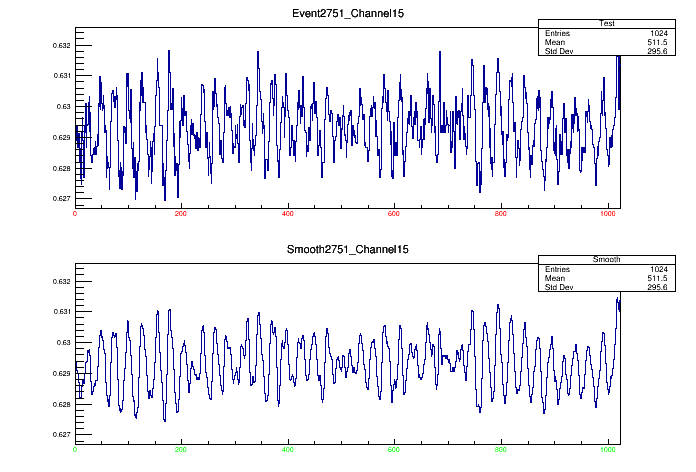 Event2751_Channel15
Test
Entries 1024
Mean 511.5
Std Dev 295.6
0.632
0.631
0.63
0.629
0.628
0.627
0 200 400 600 800 1000
Smooth2751_Channel15
Smooth
Entries 1024
Mean 511.5
Std Dev 295.6
0.632
0.631
0.63
0.629
0.628
0.627
0 200 400 600 800 1000